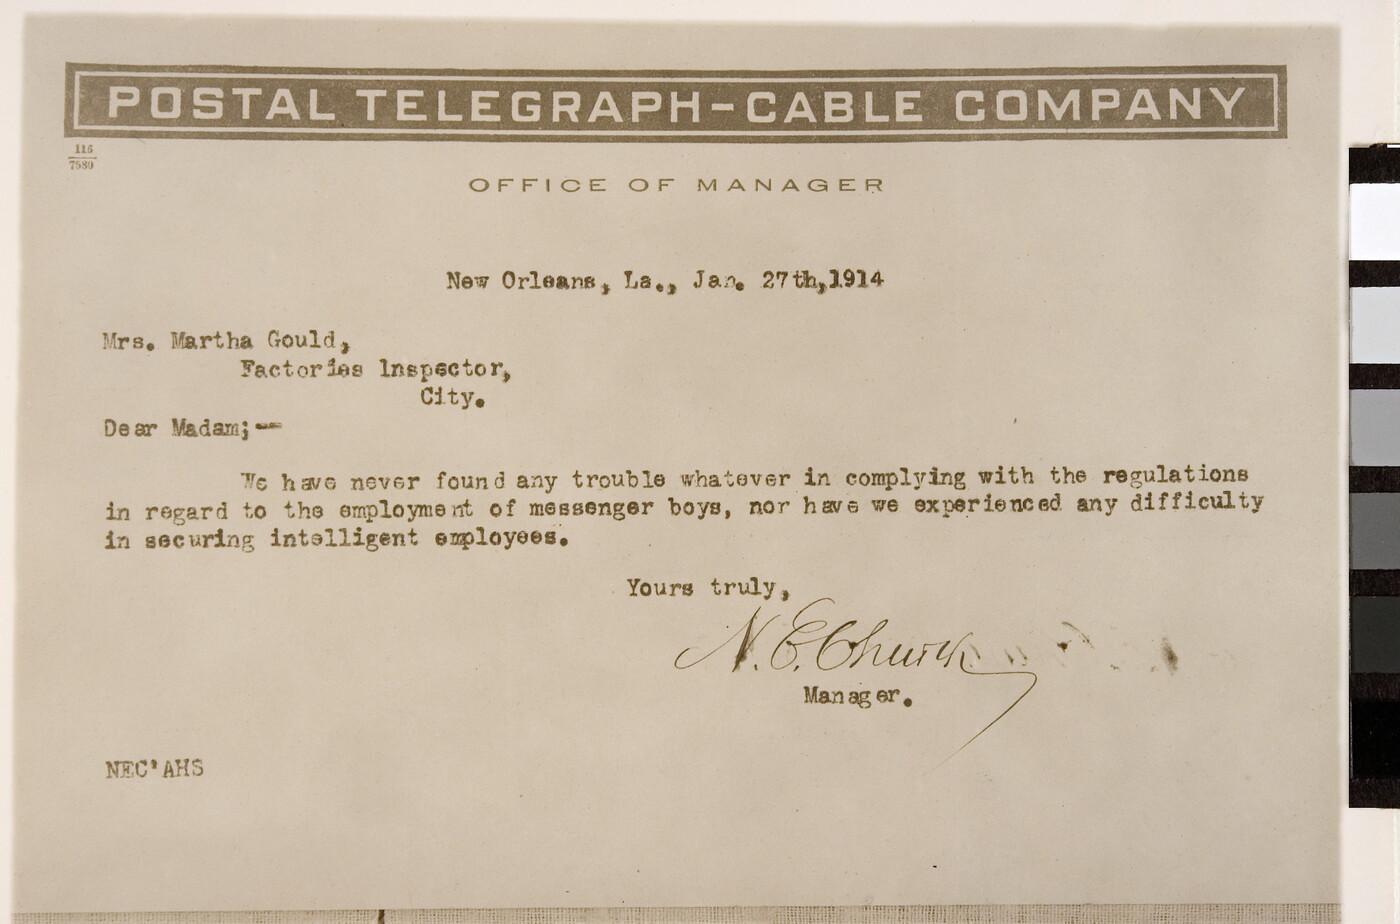 POSTAL TELEGRAPH-CABLE COMPANY
116
7580
OFFICE OF MANAGER
New Orleans, La., Jan. 27th,1914
Mrs. Martha Gould,
Factories lnspector,
City.
Dear Madam;--
We have never found any trouble whatever in complying with the regulations
in regard to the employment of messenger boys, nor have we experienced any difficulty
in securing intelligent employees.
Yours truly,
N. E. Church
Manager.
NEC'AHS